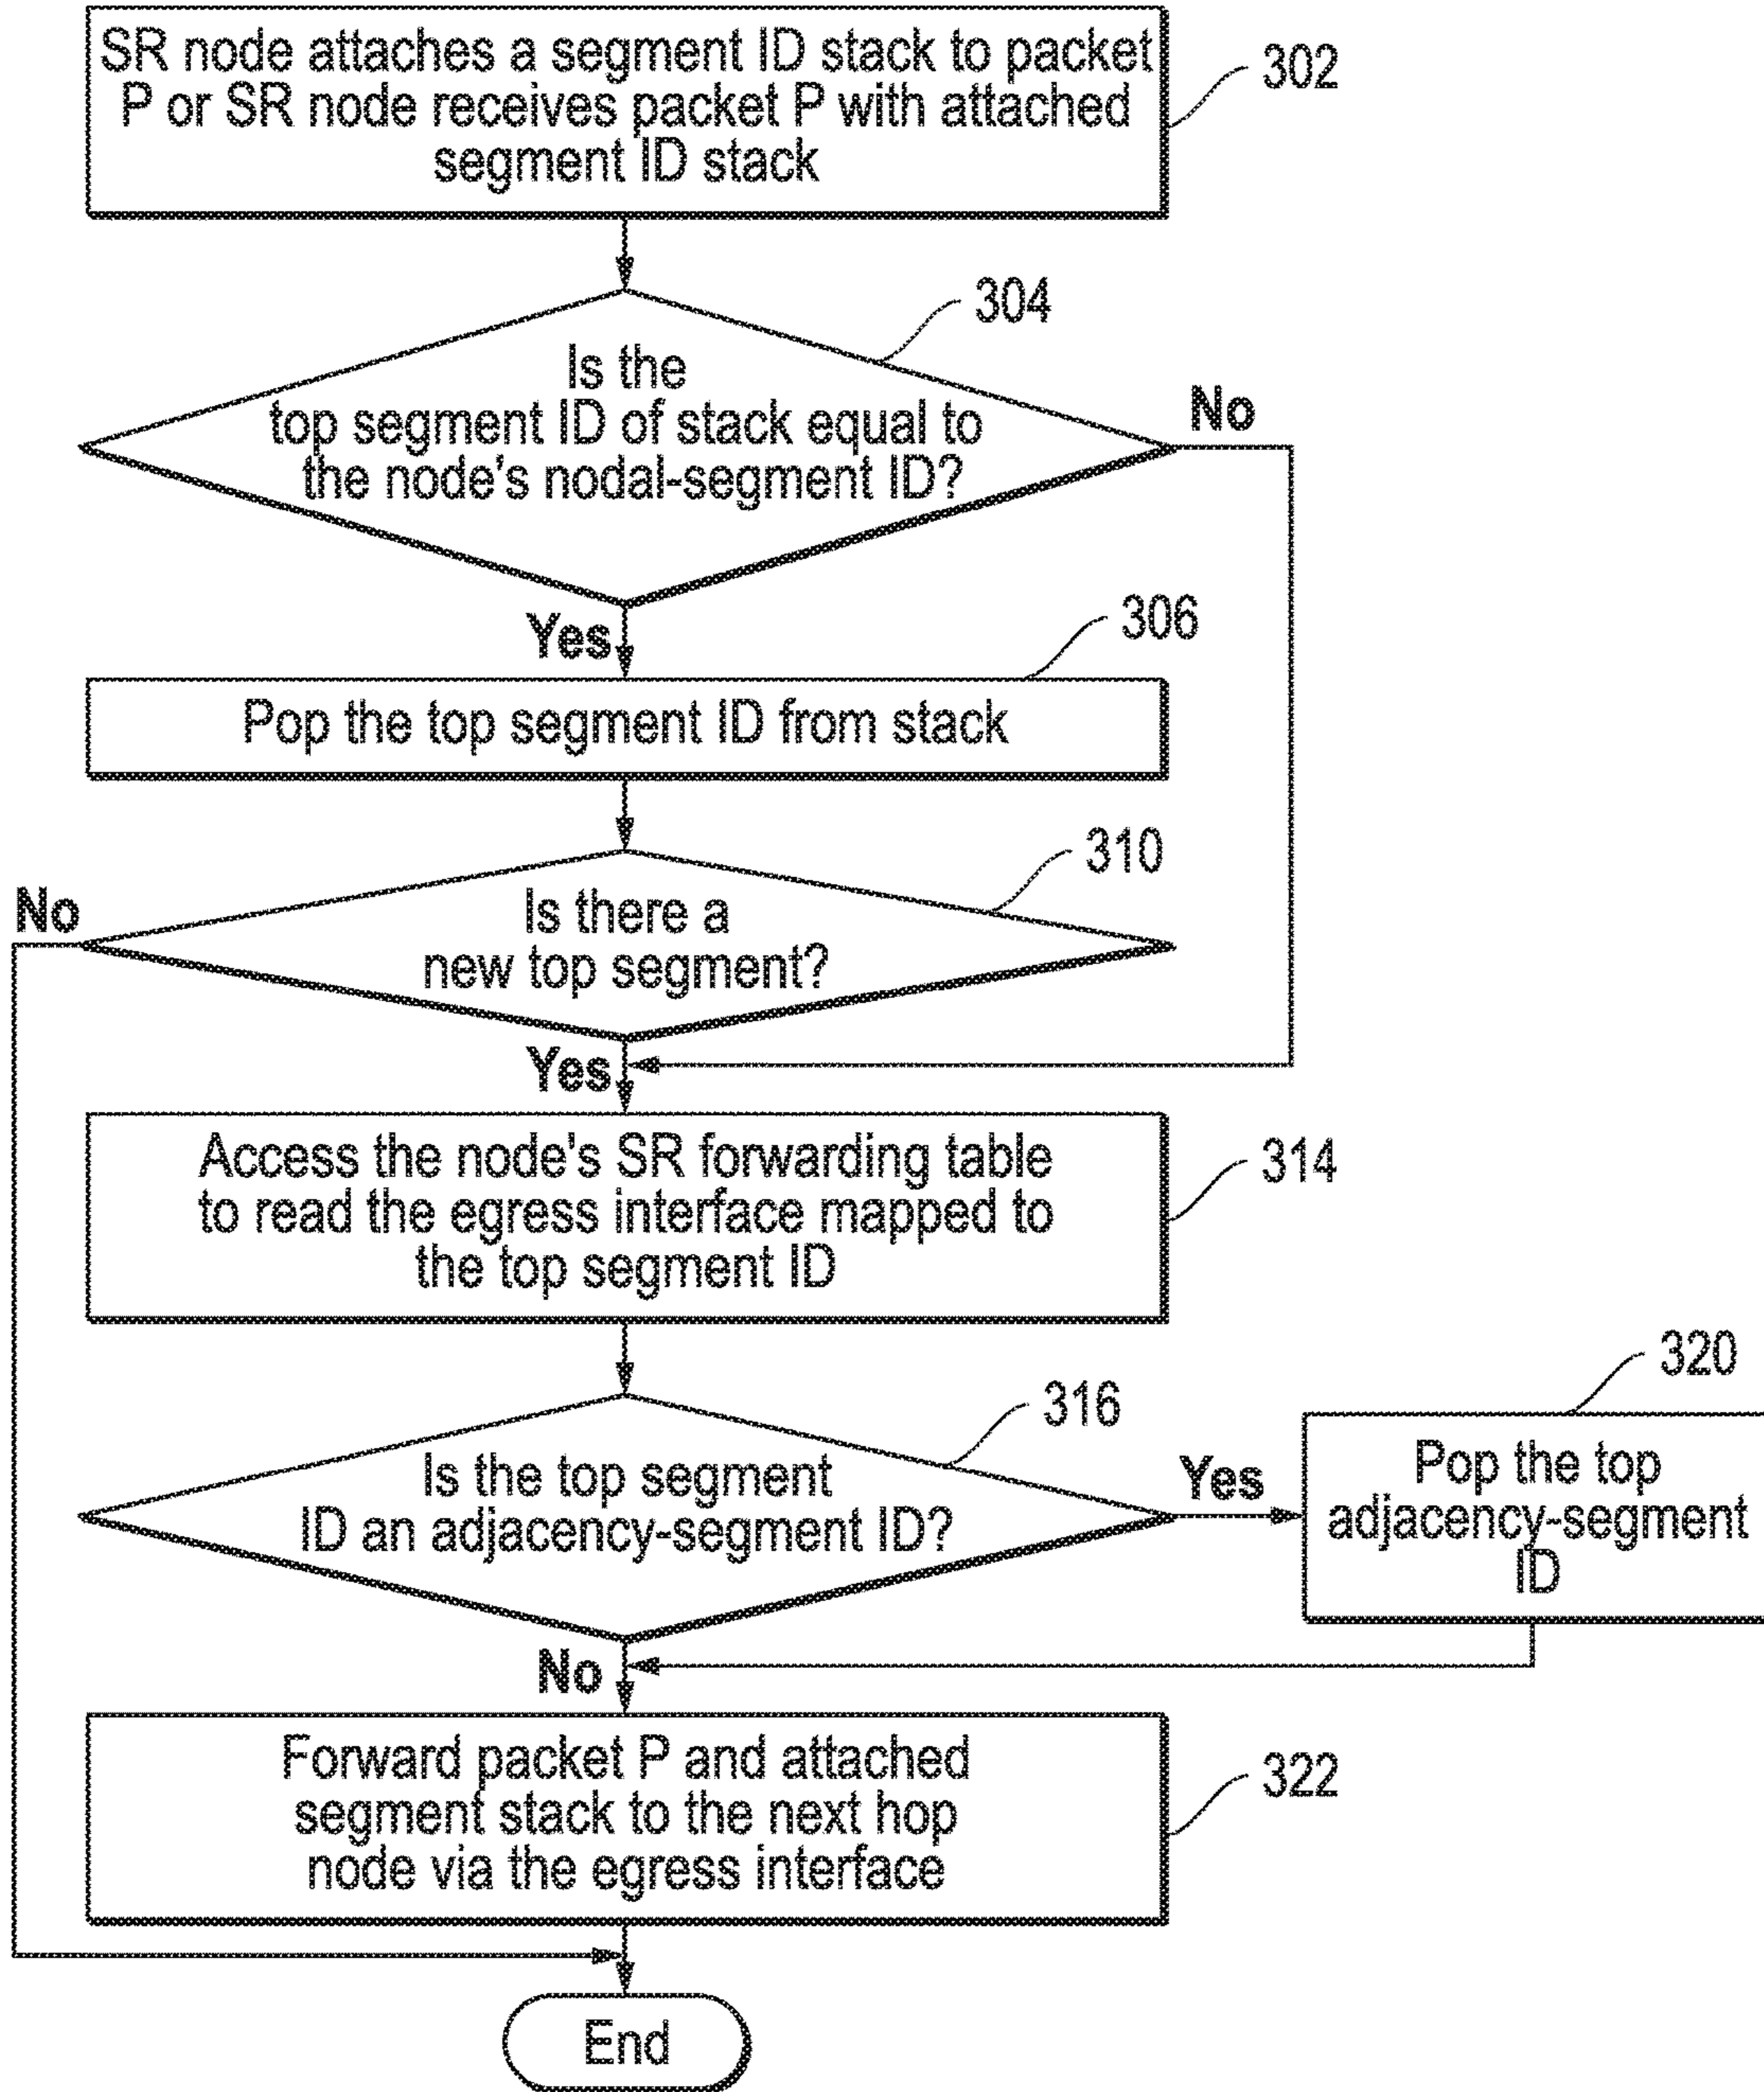 SR node attaches a segment ID stack to packet
P or SR node receives packet P with attached
segment ID stack
302
304
Is the
top segment ID of stack equal to
the node's nodal-segment ID?
No
Yes
306
Pop the top segment ID from stack
310
No
Is there a
new top segment?
Yes
Access the node's SR forwarding table
to read the egress interface mapped to
the top segment ID
314
316
320
Is the top segment
ID an adjacency-segment ID?
Yes
Pop the top
adjacency-segment
ID
No
Forward packet P and attached
segment stack to the next hop
node via the egress interface
322
End